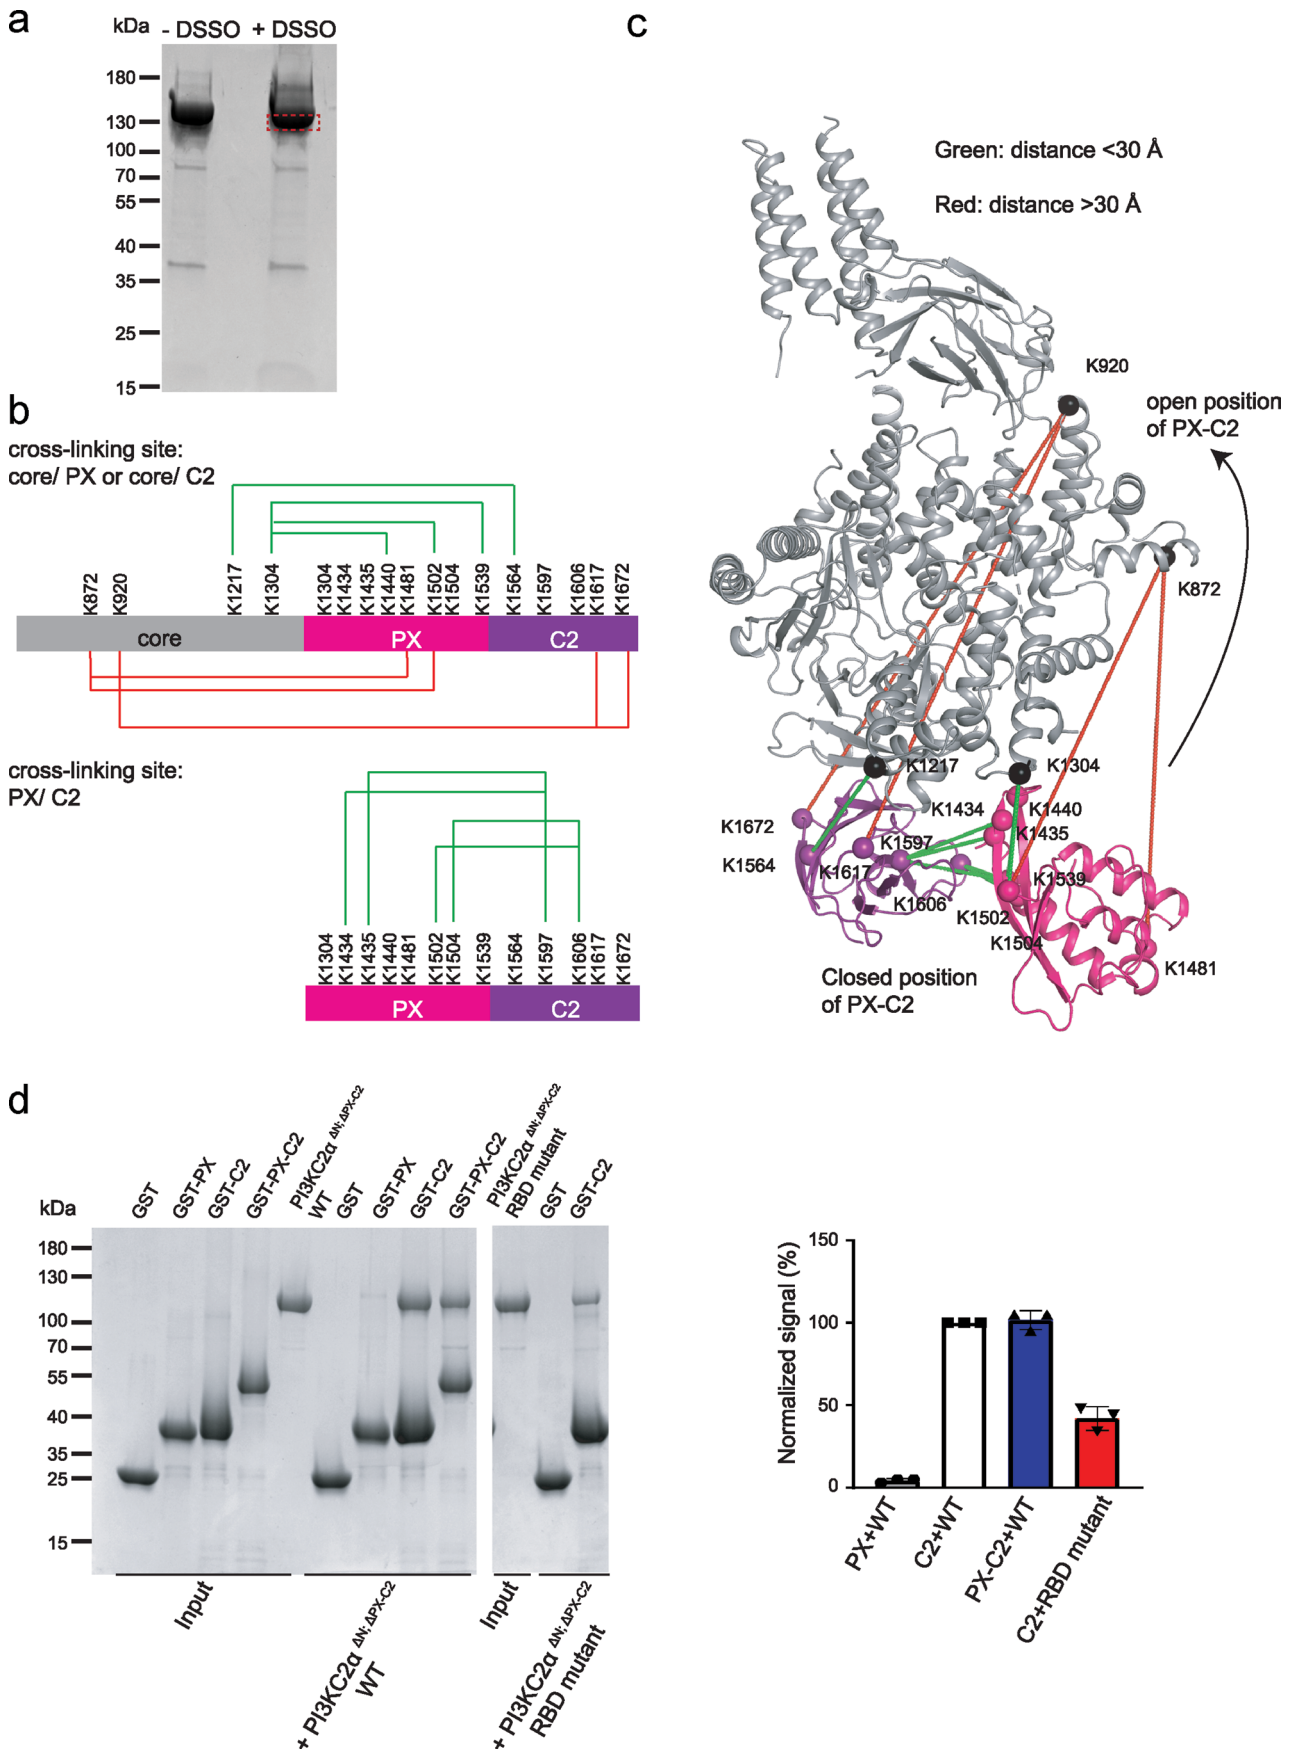 a
kDa
- DSSO + DSSO
180
130
100
70
55
40
35
25
15
b
cross-linking site:
core/ PX or core/ C2
K872
K920
K1217
K1304
K1304
K1434
K1435
K1440
K1481
K1502
K1504
K1539
K1564
K1597
K1606
K1617
K1672
core
PX
C2
cross-linking site:
PX/ C2
K1304
K1434
K1435
K1440
K1481
K1502
K1504
K1539
K1564
K1597
K1606
K1617
K1672
PX
C2
c
Green: distance <30 Å
Red: distance >30 Å
K920
open position
of PX-C2
K872
K1217
K1304
K1434
K1440
K1435
K1672
K1597
K1564
K1617
K1539
K1606
K1502
K1504
K1481
Closed position
of PX-C2
d
kDa
GST
GST-PX
GST-C2
GST-PX-C2
PI3KC2α ΔN; ΔPX-C2
WT
GST
GST-PX
GST-C2
GST-PX-C2
PI3KC2α ΔN; ΔPX-C2
RBD mutant
GST
GST-C2
180
130
100
70
55
40
35
25
15
Input
+ PI3KC2α ΔN; ΔPX-C2
WT
Input
+ PI3KC2α ΔN; ΔPX-C2
RBD mutant
Normalized signal (%)
150
100
50
0
PX+WT
C2+WT
PX-C2+WT
C2+RBD mutant